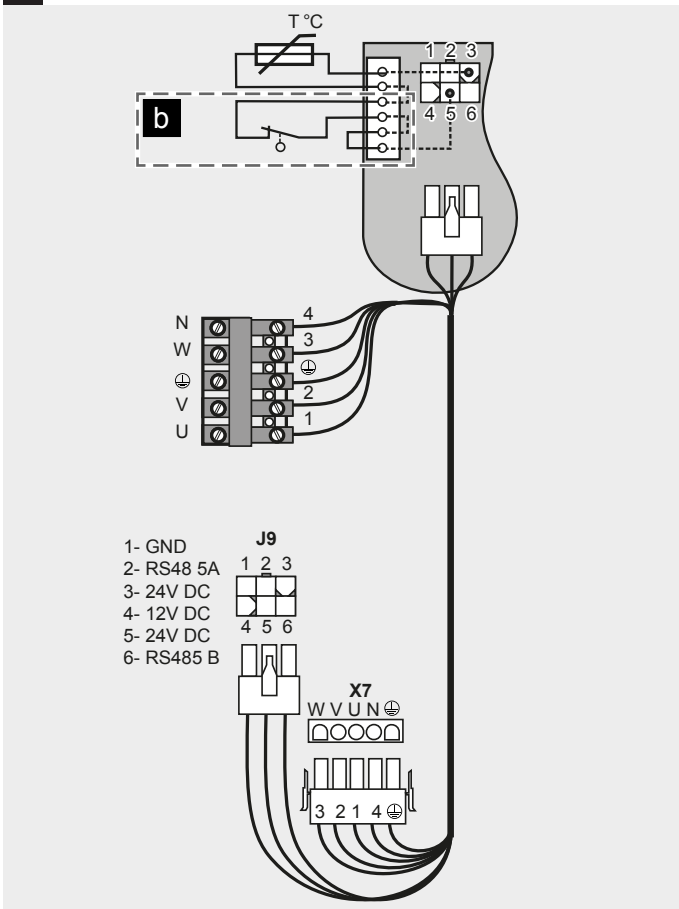 T °C
1 2 3
b
4 5 6
N
4
W
3
V
2
U
1
1- GND
2- RS48 5A
3- 24V DC
4- 12V DC
5- 24V DC
6- RS485 B
J9
1 2 3
4 5 6
X7
W V U N
3 2 1 4